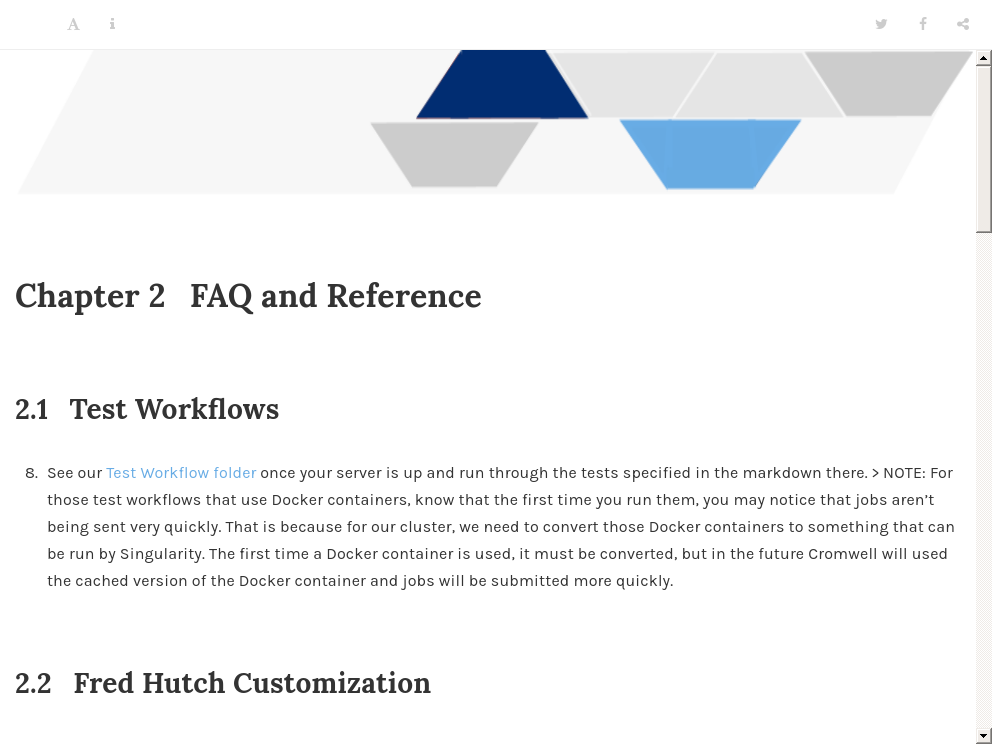 Chapter 2 FAQ and Reference
2.1 Test Workflows
8. See our Test Workflow folder once your server is up and run through the tests specified in the markdown there. > NOTE: For
those test workflows that use Docker containers, know that the first time you run them, you may notice that jobs aren’t
being sent very quickly. That is because for our cluster, we need to convert those Docker containers to something that can
be run by Singularity. The first time a Docker container is used, it must be converted, but in the future Cromwell will used
the cached version of the Docker container and jobs will be submitted more quickly.
2.2 Fred Hutch Customization